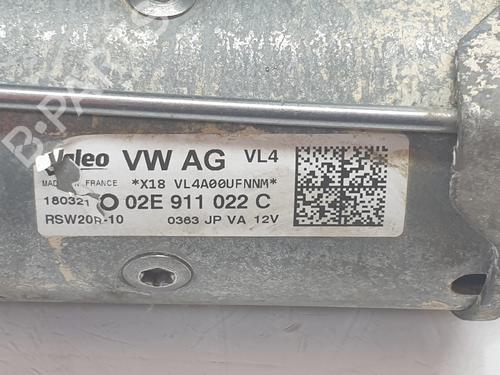 Valeo VW AG VL4
MADE IN FRANCE *X18 VL4A00UFNNM*
180321 02E 911 022 C
RSW20R-10 0363 JP VA 12V
B-PARTS